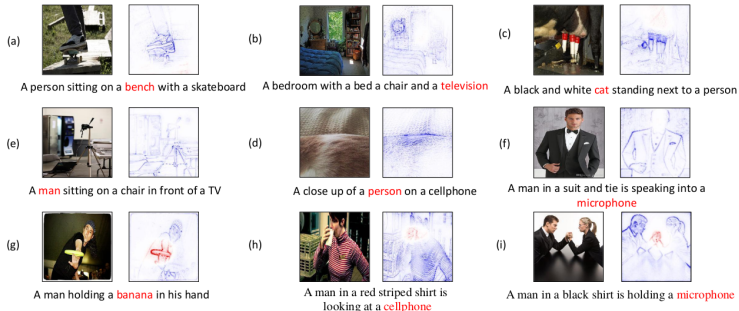 (a)
A person sitting on a bench with a skateboard
(b)
A bedroom with a bed a chair and a television
(c)
A black and white cat standing next to a person
(e)
A man sitting on a chair in front of a TV
(d)
A close up of a person on a cellphone
(f)
A man in a suit and tie is speaking into a
microphone
(g)
A man holding a banana in his hand
(h)
A man in a red striped shirt is
looking at a cellphone
(i)
A man in a black shirt is holding a microphone